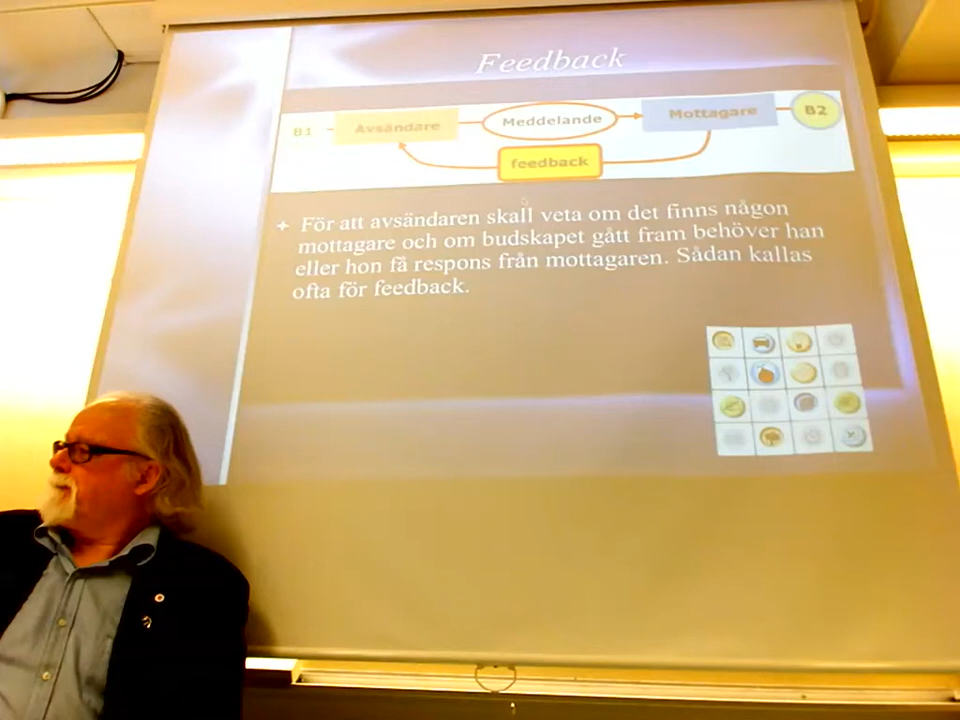 Feedback
B1
Avsändare
Meddelande
Mottagare
B2
feedback
För att avsändaren skall veta om det finns någon
mottagare och om budskapet gått fram behöver han
eller hon få respons från mottagaren. Sådan kallas
ofta för feedback.